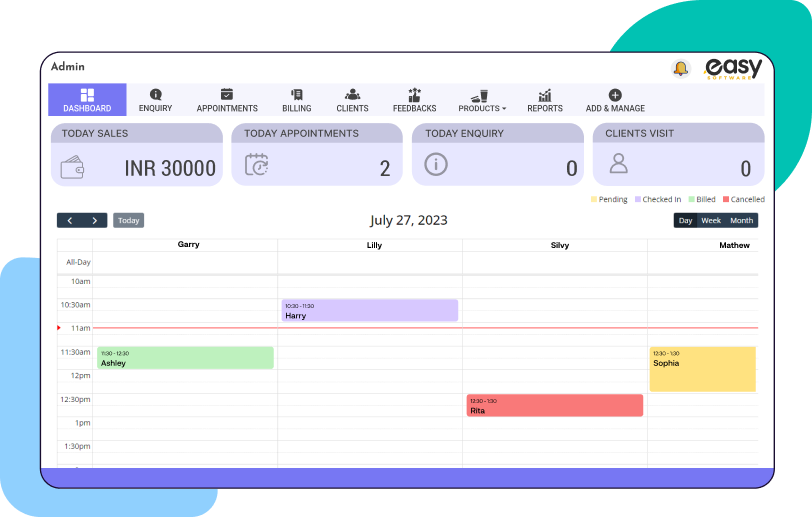 Admin
easy
SOFTWARE
DASHBOARD
ENQUIRY
APPOINTMENTS
BILLING
CLIENTS
FEEDBACKS
PRODUCTS
REPORTS
ADD & MANAGE
TODAY SALES
INR 30000
TODAY APPOINTMENTS
2
TODAY ENQUIRY
0
CLIENTS VISIT
0
Pending
Checked In
Billed
Cancelled
Today
July 27, 2023
Day Week Month
Garry Lilly Silvy Mathew
All-Day
10am
10:30am
10:30 - 11:30
Harry
11am
11:30am
11:30 - 12:30
Ashley
12:30 - 1:30
Sophia
12pm
12:30pm
12:30 - 1:30
Rita
1pm
1:30pm